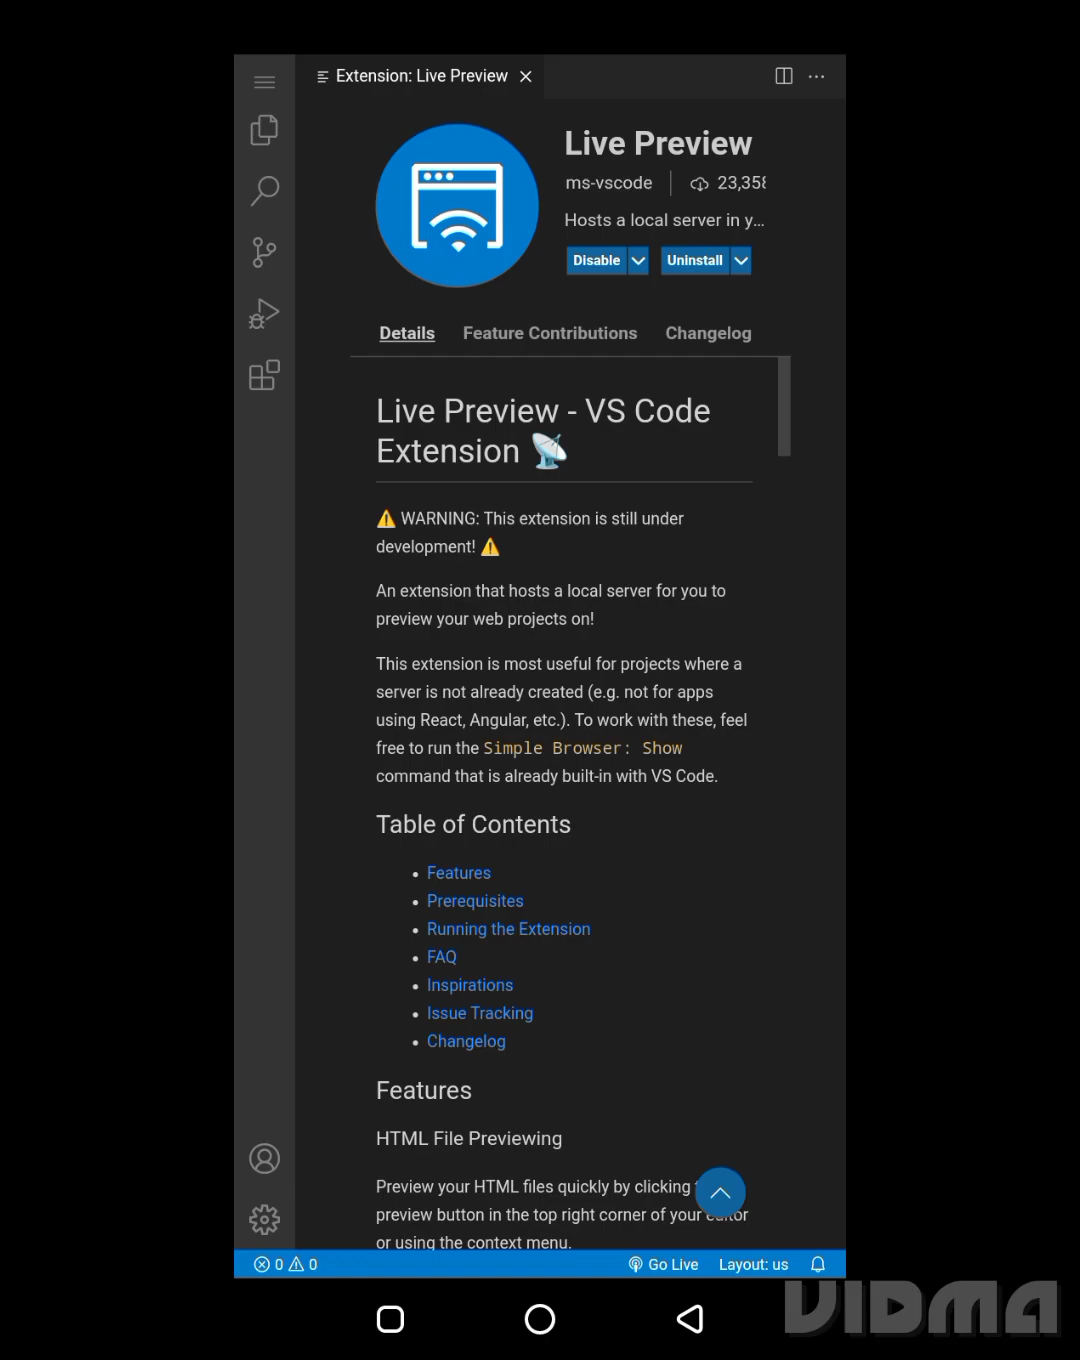 Extension: Live Preview
Live Preview
ms-vscode 23,358
Hosts a local server in y...
Disable Uninstall
Details Feature Contributions Changelog
Live Preview - VS Code
Extension 📡
⚠️ WARNING: This extension is still under
development! ⚠️
An extension that hosts a local server for you to
preview your web projects on!
This extension is most useful for projects where a
server is not already created (e.g. not for apps
using React, Angular, etc.). To work with these, feel
free to run the Simple Browser: Show
command that is already built-in with VS Code.
Table of Contents
• Features
• Prerequisites
• Running the Extension
• FAQ
• Inspirations
• Issue Tracking
• Changelog
Features
HTML File Previewing
Preview your HTML files quickly by clicking
preview button in the top right corner of your editor
or using the context menu.
0 0 Go Live Layout: us
VIDMA